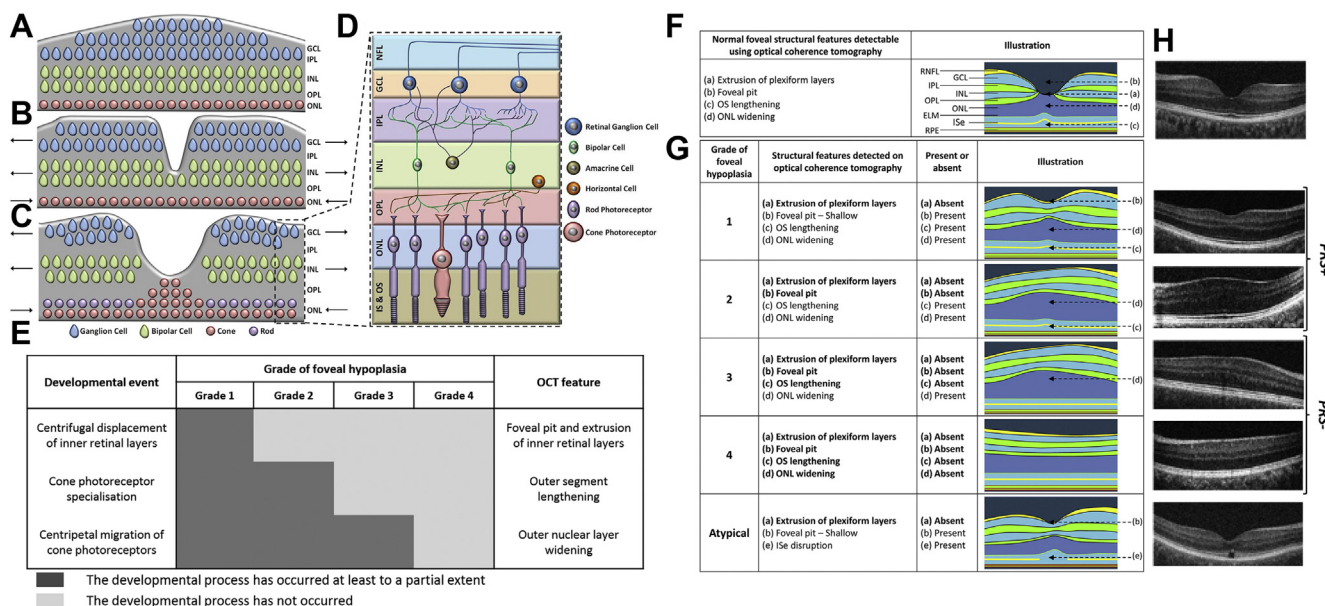 A
GCL
IPL
INL
OPL
ONL
B
GCL
IPL
INL
OPL
ONL
C
GCL
IPL
INL
OPL
ONL
Ganglion Cell
Bipolar Cell
Cone
Rod
D
NFL
GCL
IPL
INL
OPL
ONL
IS & OS
Retinal Ganglion Cell
Bipolar Cell
Amacrine Cell
Horizontal Cell
Rod Photoreceptor
Cone Photoreceptor
E
Developmental event
Grade of foveal hypoplasia
Grade 1 Grade 2 Grade 3 Grade 4
OCT feature
Centrifugal displacement
of inner retinal layers
Foveal pit and extrusion
of inner retinal layers
Cone photoreceptor
specialisation
Outer segment
lengthening
Centripetal migration of
cone photoreceptors
Outer nuclear layer
widening
The developmental process has occurred at least to a partial extent
The developmental process has not occurred
F
Normal foveal structural features detectable
using optical coherence tomography
Illustration
(a) Extrusion of plexiform layers
(b) Foveal pit
(c) OS lengthening
(d) ONL widening
RNFL
GCL
IPL
INL
OPL
ONL
ELM
ISe
RPE
(b)
(a)
(d)
(c)
G
Grade of
foveal
hypoplasia
Structural features detected on
optical coherence tomography
Present or
absent
Illustration
1
(a) Extrusion of plexiform layers
(b) Foveal pit – Shallow
(c) OS lengthening
(d) ONL widening
(a) Absent
(b) Present
(c) Present
(d) Present
(b)
(d)
(c)
2
(a) Extrusion of plexiform layers
(b) Foveal pit
(c) OS lengthening
(d) ONL widening
(a) Absent
(b) Absent
(c) Present
(d) Present
(d)
(c)
3
(a) Extrusion of plexiform layers
(b) Foveal pit
(c) OS lengthening
(d) ONL widening
(a) Absent
(b) Absent
(c) Absent
(d) Present
(d)
4
(a) Extrusion of plexiform layers
(b) Foveal pit
(c) OS lengthening
(d) ONL widening
(a) Absent
(b) Absent
(c) Absent
(d) Absent
Atypical
(a) Extrusion of plexiform layers
(b) Foveal pit – Shallow
(e) ISe disruption
(a) Absent
(b) Present
(e) Present
(b)
(e)
H
PRS+
PRS-